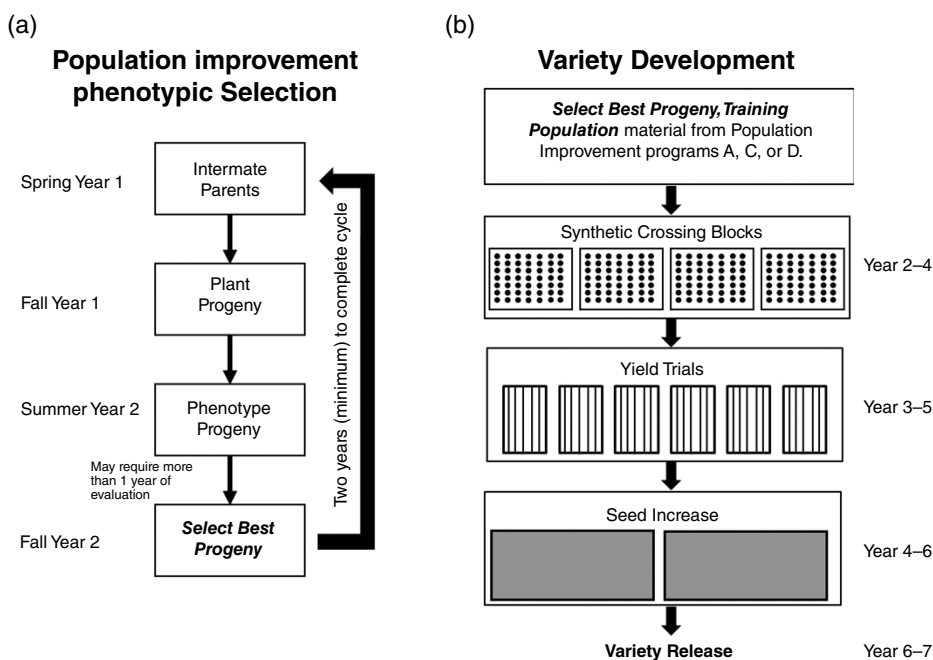 (a)
Population improvement
phenotypic Selection
Spring Year 1
Intermate
Parents
Fall Year 1
Plant
Progeny
Summer Year 2
Phenotype
Progeny
May require more
than 1 year of
evaluation
Fall Year 2
Select Best
Progeny
Two years (minimum) to complete cycle
(b)
Variety Development
Select Best Progeny, Training
Population material from Population
Improvement programs A, C, or D.
Synthetic Crossing Blocks
Year 2–4
Yield Trials
Year 3–5
Seed Increase
Year 4–6
Variety Release
Year 6–7